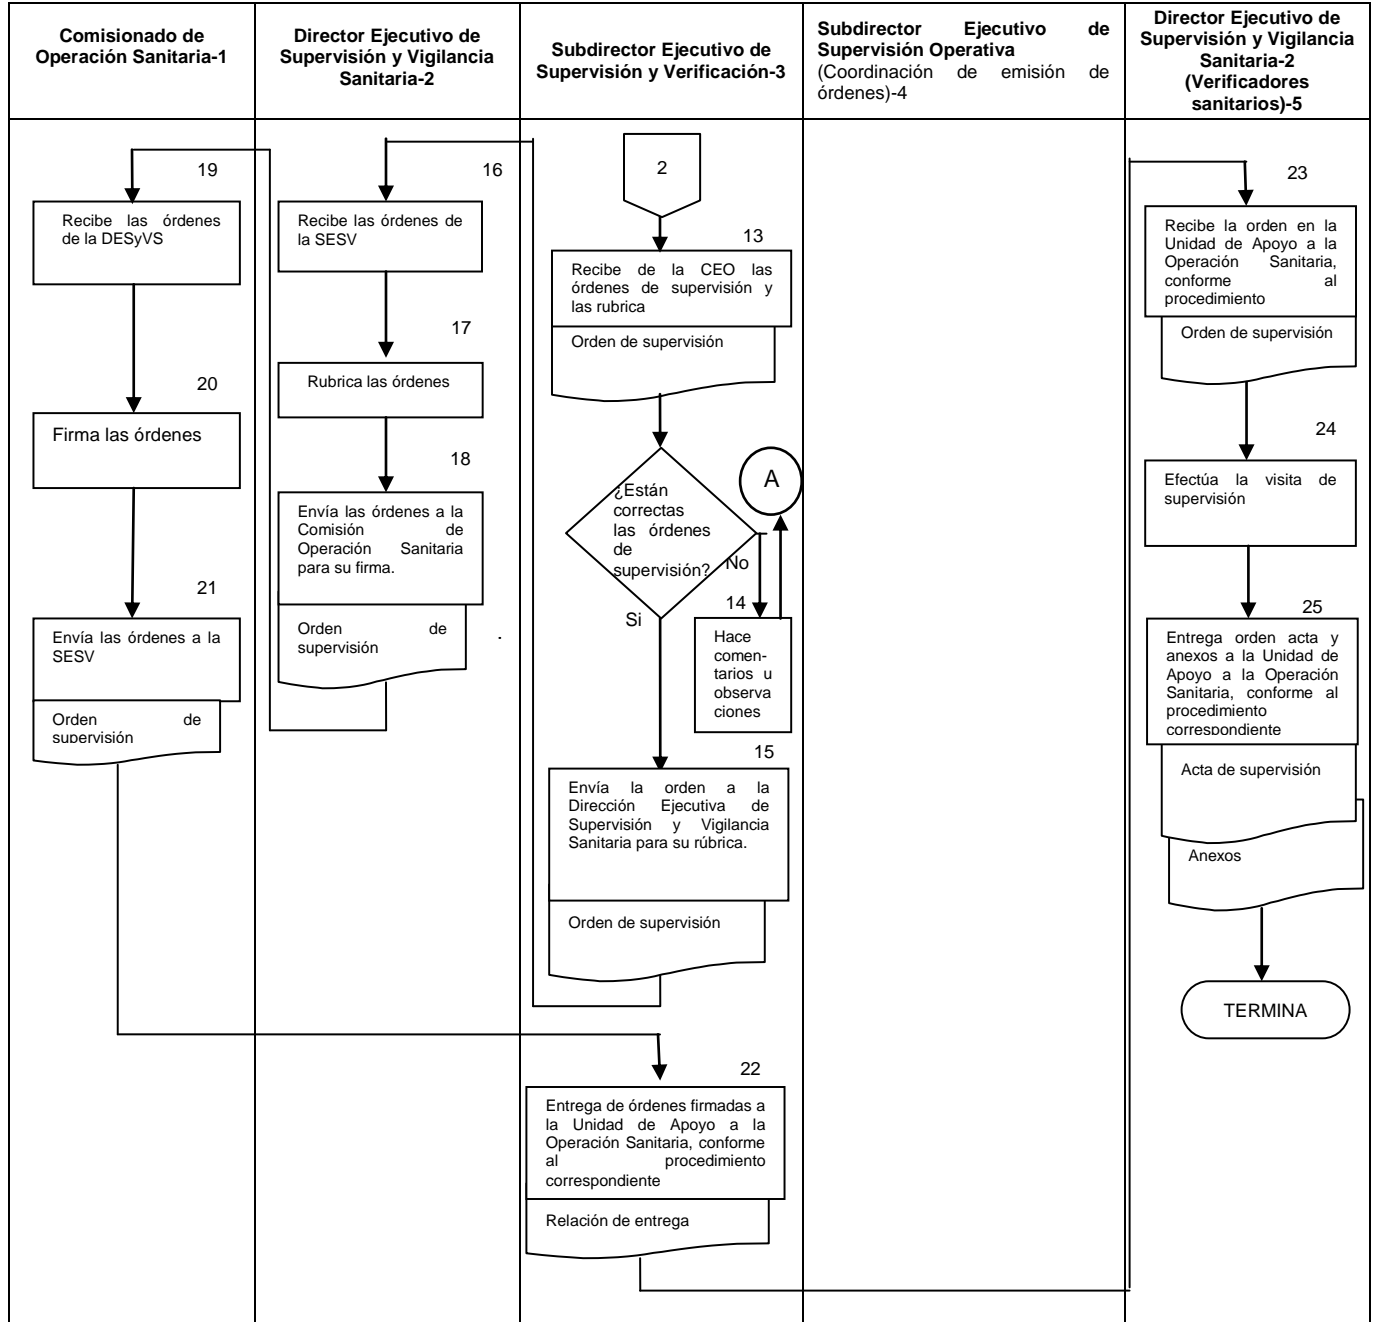 Comisionado de
Operación Sanitaria-1
Director Ejecutivo de
Supervisión y Vigilancia
Sanitaria-2
Subdirector Ejecutivo de
Supervisión y Verificación-3
Subdirector Ejecutivo de
Supervisión Operativa
(Coordinación de emisión de
órdenes)-4
Director Ejecutivo de
Supervisión y Vigilancia
Sanitaria-2
(Verificadores
sanitarios)-5
19
Recibe las órdenes
de la DESyVS
20
Firma las órdenes
21
Envía las órdenes a la
SESV
Orden de
supervisión
16
Recibe las órdenes de
la SESV
17
Rubrica las órdenes
18
Envía las órdenes a la
Comisión de
Operación Sanitaria
para su firma.
Orden de
supervisión
.
2
13
Recibe de la CEO las
órdenes de supervisión y
las rubrica
Orden de supervisión
¿Están
correctas
las órdenes
de
supervisión?
No
Si
A
14
Hace
comen-
tarios u
observa
ciones
15
Envía la orden a la
Dirección Ejecutiva de
Supervisión y Vigilancia
Sanitaria para su rúbrica.
Orden de supervisión
22
Entrega de órdenes firmadas a
la Unidad de Apoyo a la
Operación Sanitaria, conforme
al procedimiento
correspondiente
Relación de entrega
23
Recibe la orden en la
Unidad de Apoyo a la
Operación Sanitaria,
conforme al
procedimiento
Orden de supervisión
24
Efectúa la visita de
supervisión
25
Entrega orden acta y
anexos a la Unidad de
Apoyo a la Operación
Sanitaria, conforme al
procedimiento
correspondiente
Acta de supervisión
Anexos
TERMINA